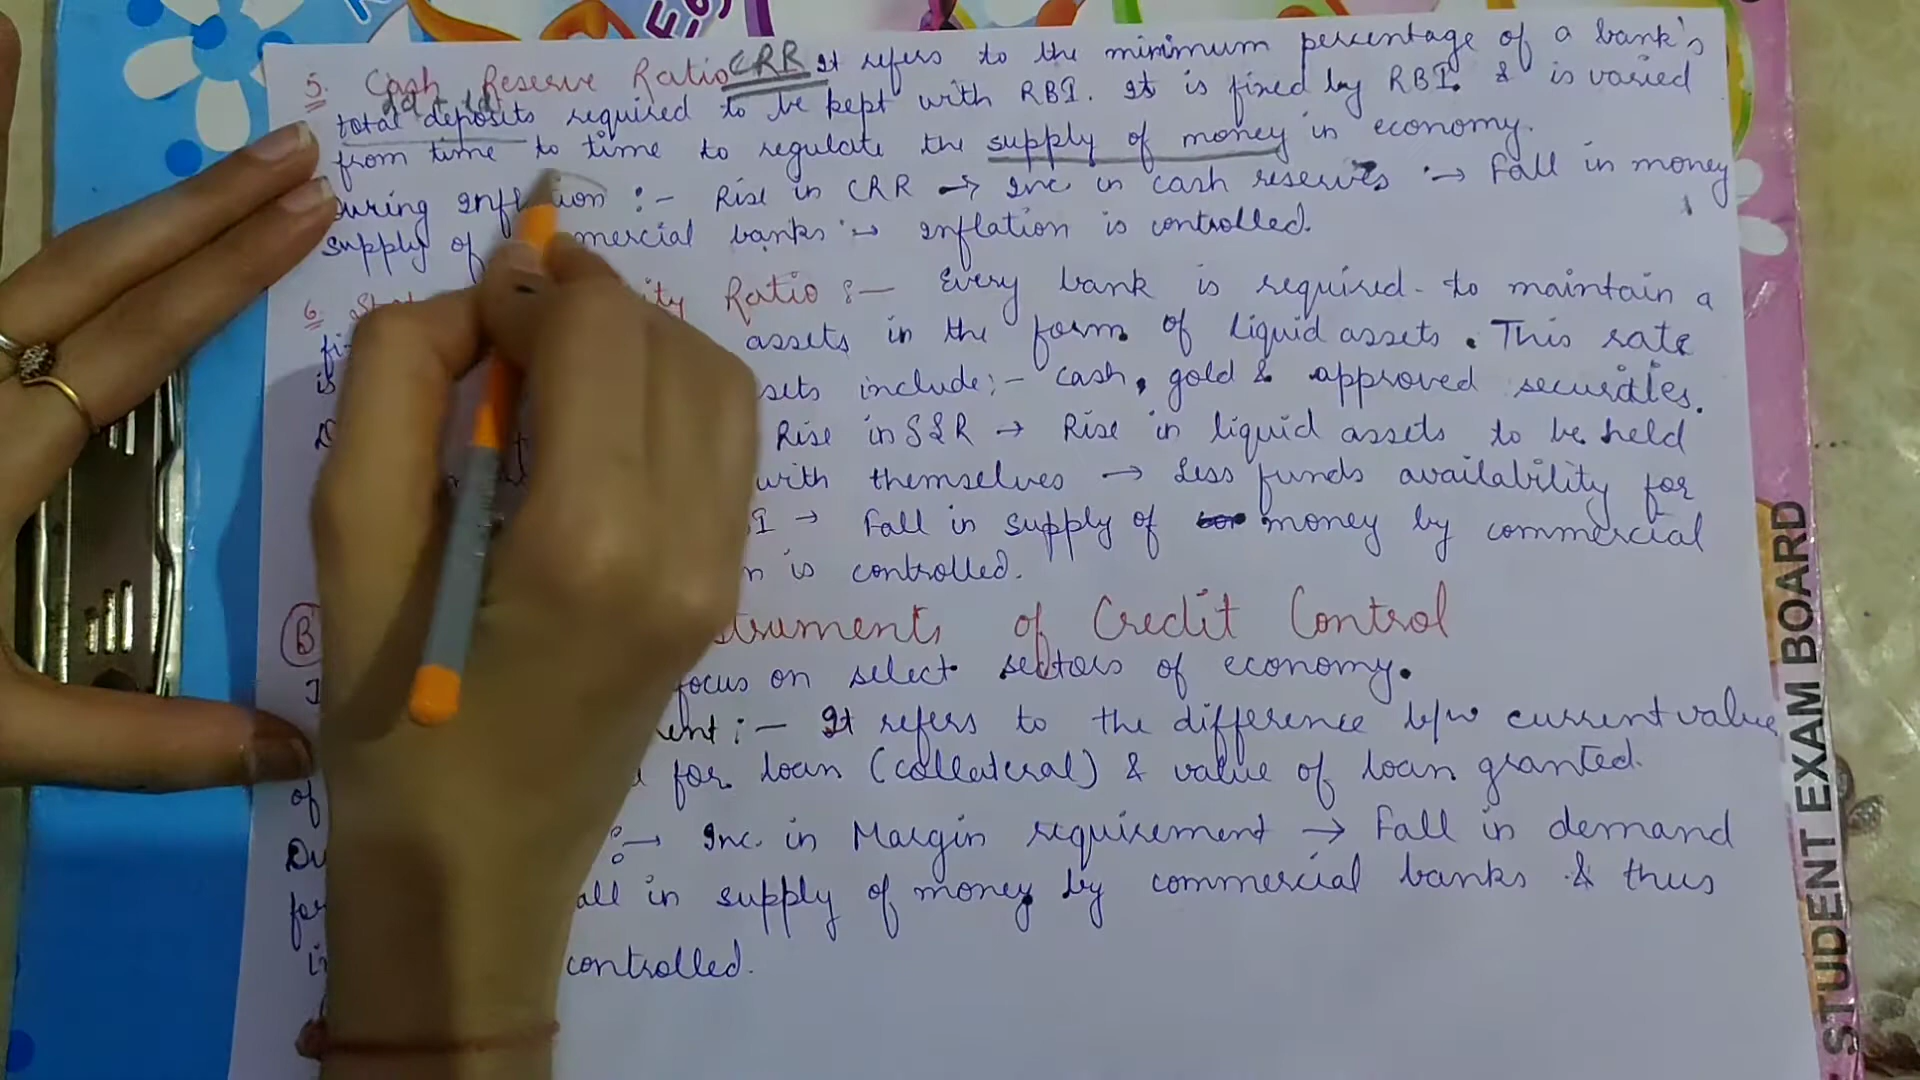 5. Cash Reserve Ratio CRR It refers to the minimum percentage of a bank's
total deposits required to be kept with RBI. It is fixed by RBI. & is varied
from time to time to regulate the supply of money in economy.
During Inflation :- Rise in CRR → Inc in cash reserves → Fall in money
supply of banks → Inflation is controlled.
6. Ratio :- Every bank is required to maintain a
assets in the form of liquid assets. This rate
is include :- cash, gold & approved securities.
Rise in SLR → Rise in liquid assets to be held
with themselves → Less funds availability for
→ Fall in supply of money by commercial
is controlled.
B of Credit Control
focus on select sectors of economy.
:- It refers to the difference b/w current value
of for loan (collateral) & value of loan granted.
:→ Inc. in Margin requirement → Fall in demand
in supply of money by commercial banks & thus
controlled.
STUDENT EXAM BOARD